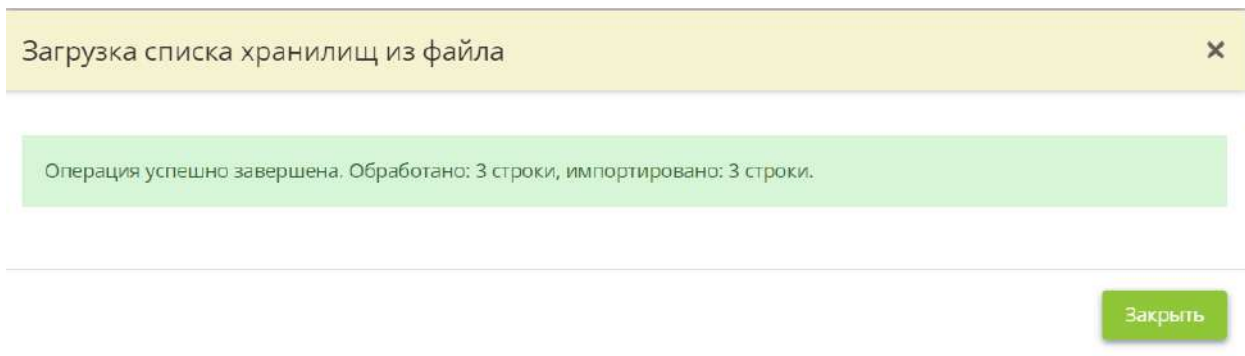 Загрузка списка хранилищ из файла
Операция успешно завершена. Обработано: 3 строки, импортировано: 3 строки.
Закрыть